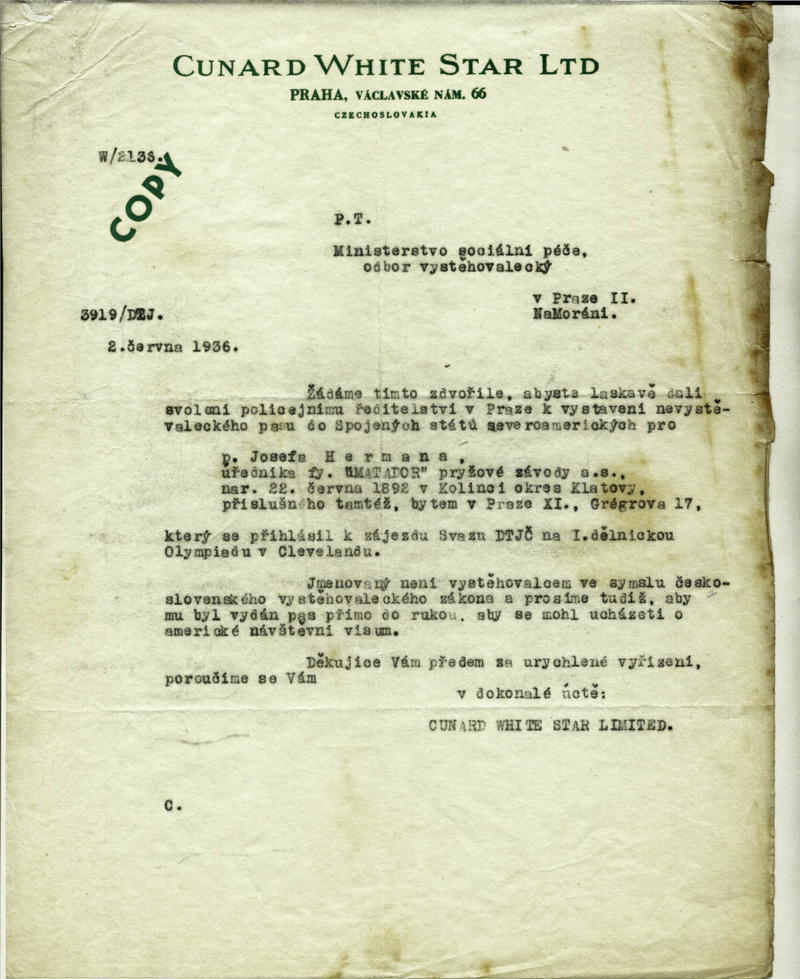 CUNARD WHITE STAR LTD
PRAHA, VÁCLAVSKÉ NÁM. 66
CZECHOSLOVAKIA
W/2133.
COPY
P.T.
Ministerstvo sociální péče,
odbor vystěhovalecký
v Praze II.
NaMoráni.
3919/DZJ.
2.června 1936.
Žádáme tímto zdvořile, abyste laskavě dali
svolení policejnímu ředitelství v Praze k vystavení nevystě-
valeckého pasu do Spojených států severoamerických pro
p. Josefa H e r m a n a ,
úředníka fy. "MATADOR" pryžové závody a.s.,
nar. 22. června 1892 v Kolinci okres Klatovy,
příslušného tamtéž, bytem v Praze XI., Grégrova 17,
který se přihlásil k zájezdu Svazu DTJČ na I.dělnickou
Olympiadu v Clevelandu.
Jmenovaný není vystěhovalcem ve symslu česko-
slovenského vystěhovaleckého zákona a prosíme tudíž, aby
mu byl vydán pas přímo do rukou, aby se mohl ucházeti o
americké návštěvní visum.
Děkujíce Vám předem za urychlené vyřízení,
poroučíme se Vám
v dokonalé úctě:
CUNARD WHITE STAR LIMITED.
C.